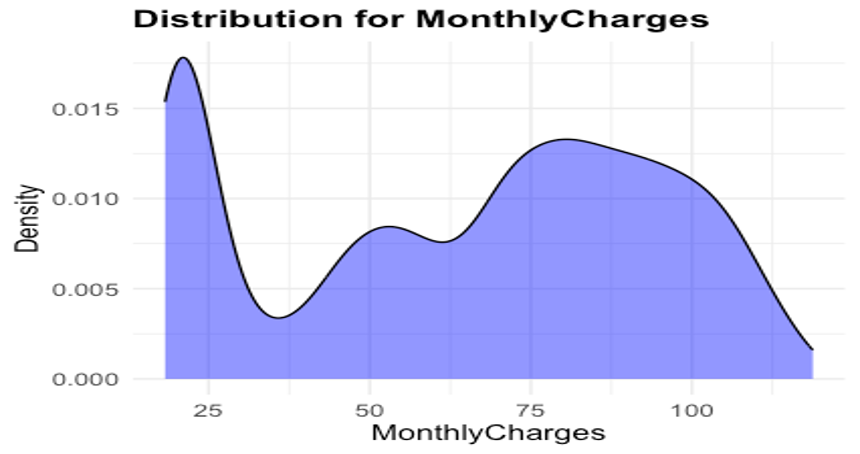 Distribution for MonthlyCharges
Density
0.015
0.010
0.005
0.000
25 50 75 100
MonthlyCharges